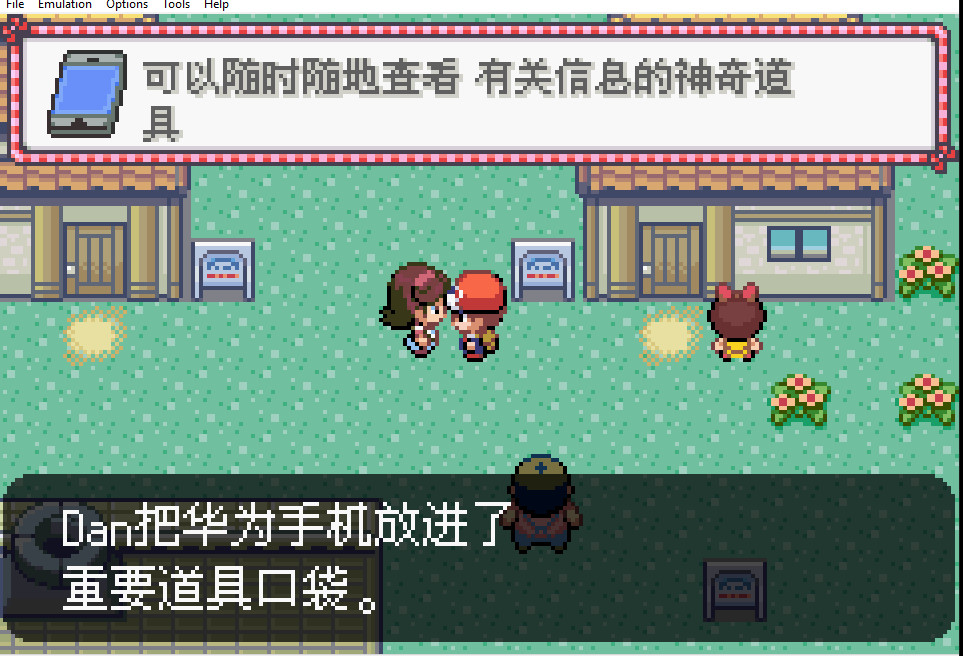 File Emulation Options Tools Help
可以随时随地查看 有关信息的神奇道
具
Dan把华为手机放进了
重要道具口袋。